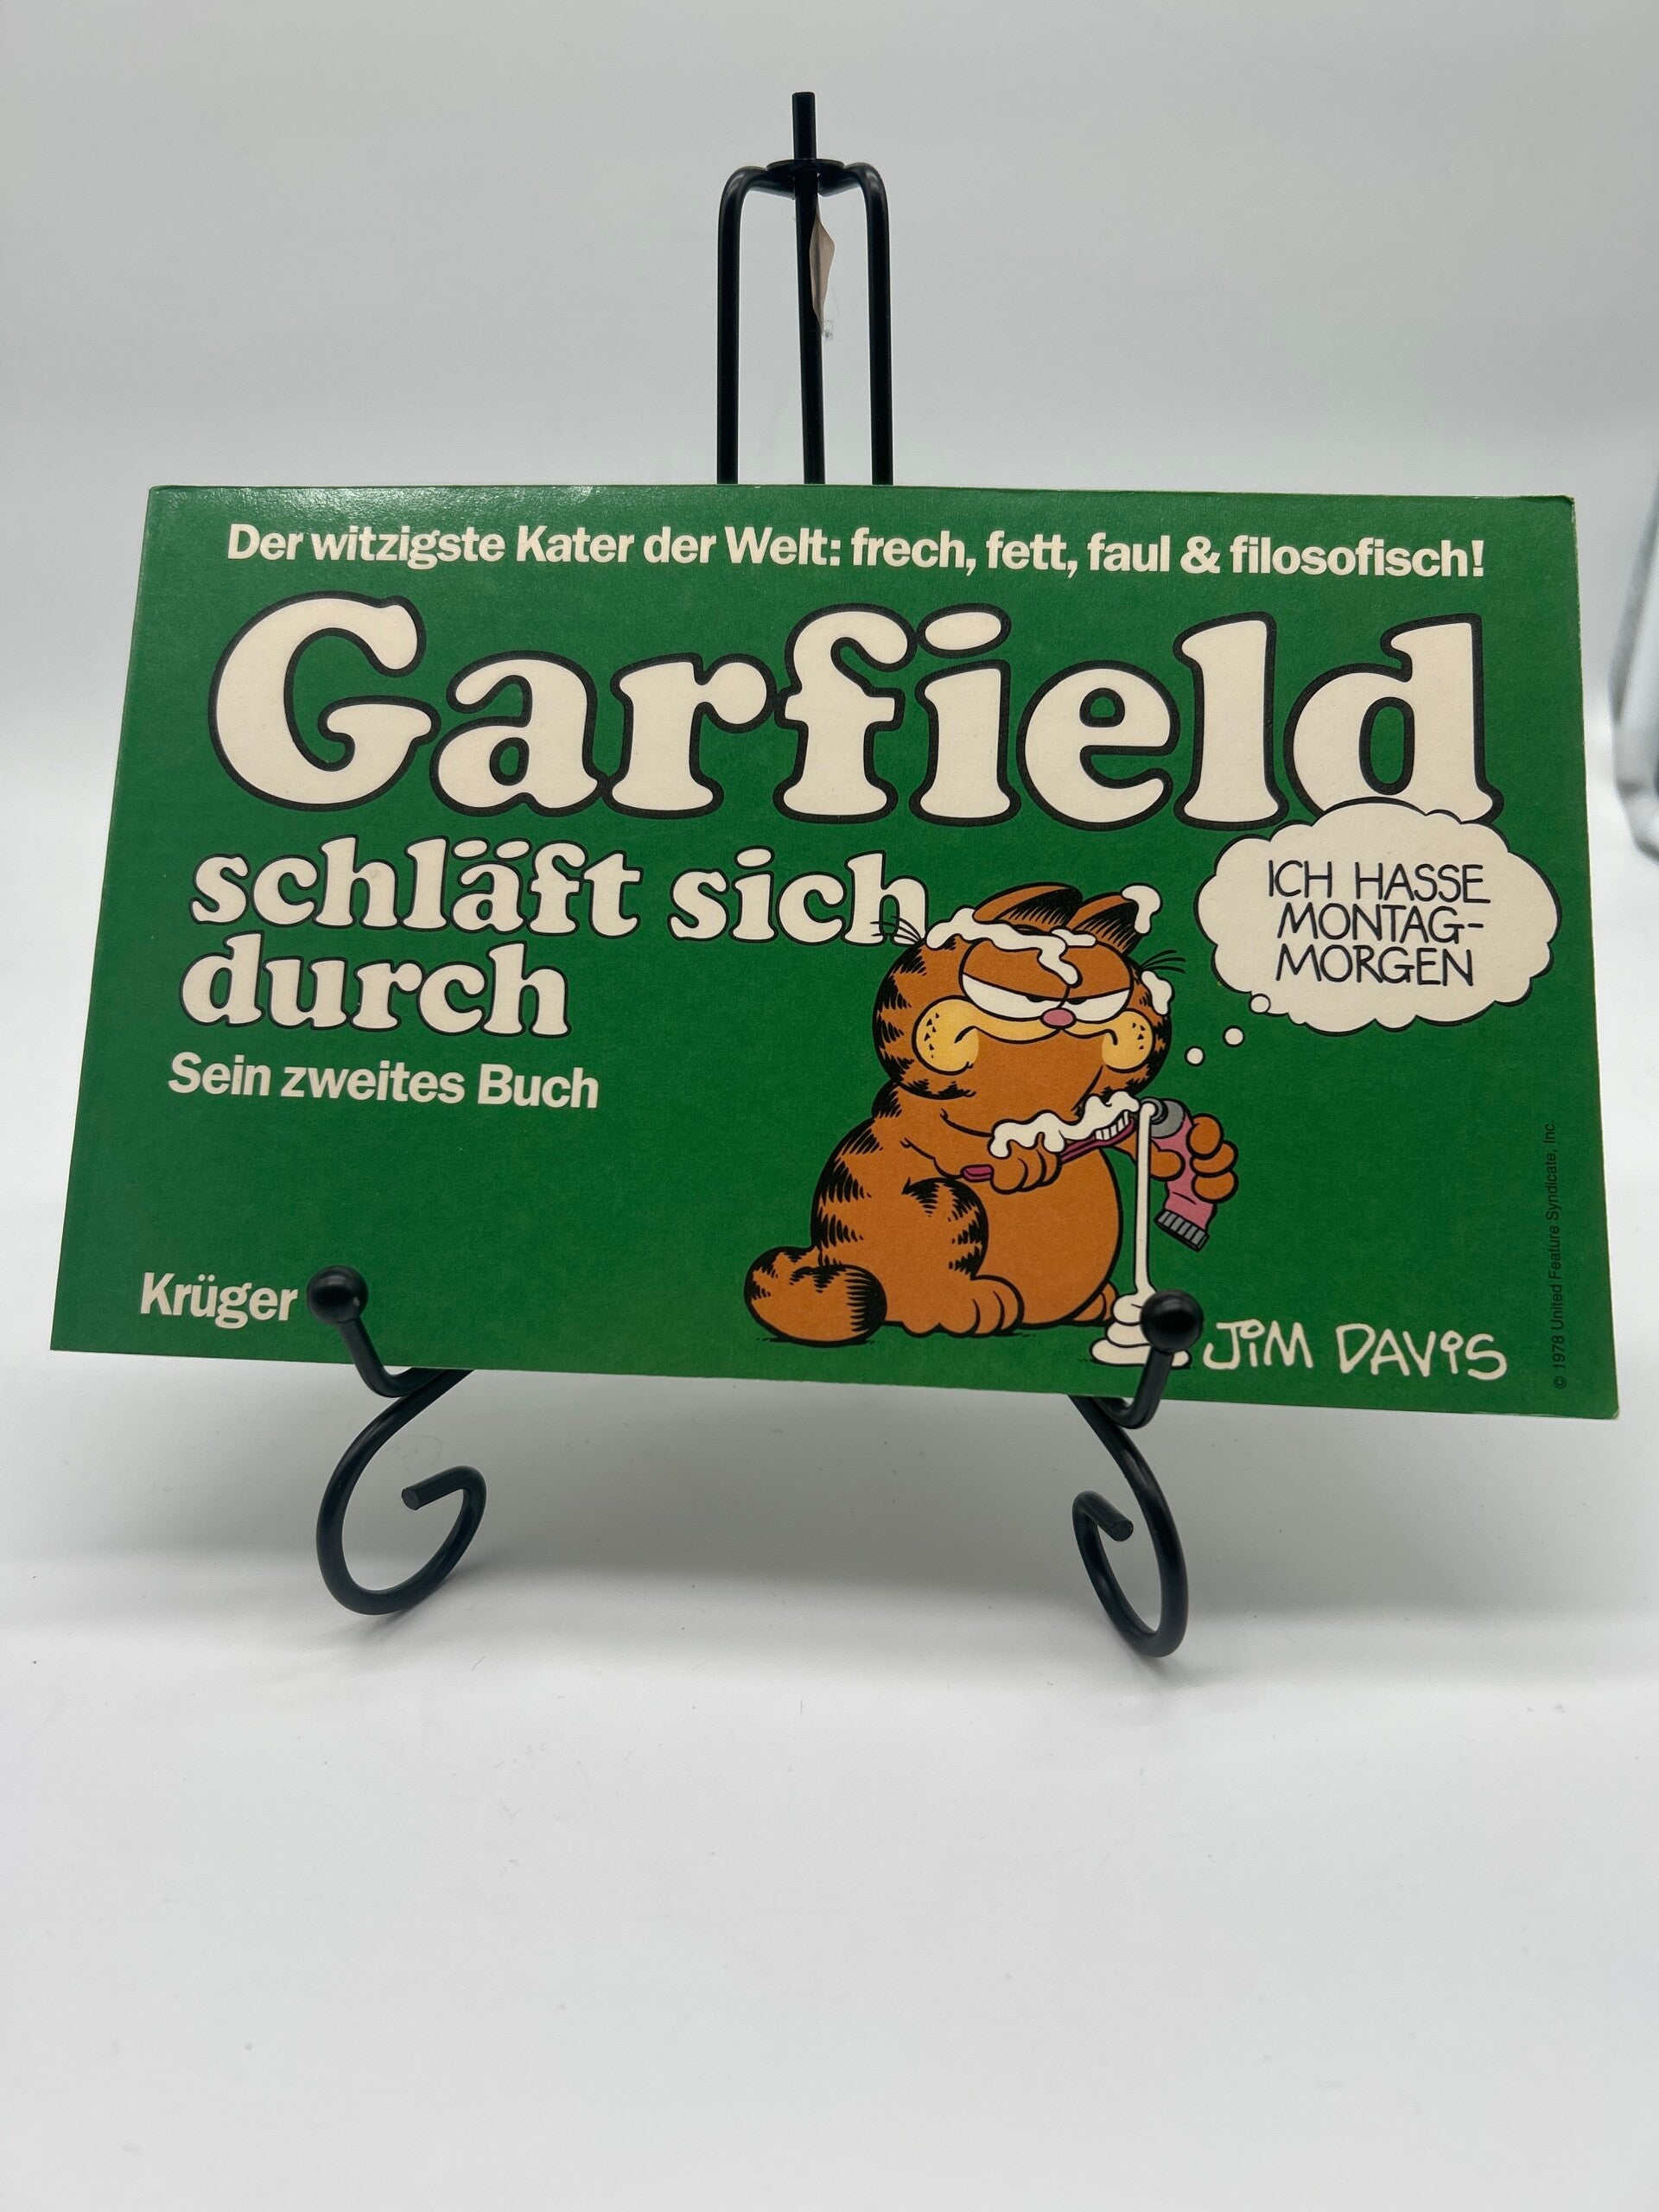 Der witzigste Kater der Welt: frech, fett, faul & filosofisch!
Garfield
schläft sich
durch
Sein zweites Buch
ICH HASSE
MONTAG-
MORGEN
Krüger
JIM DAVIS
© 1978 United Feature Syndicate, Inc.